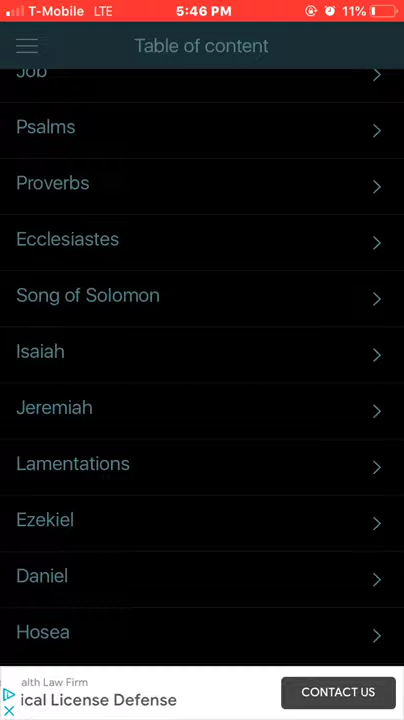 T-Mobile LTE 5:46 PM 11%
Table of content
Job
Psalms
Proverbs
Ecclesiastes
Song of Solomon
Isaiah
Jeremiah
Lamentations
Ezekiel
Daniel
Hosea
alth Law Firm
ical License Defense
CONTACT US